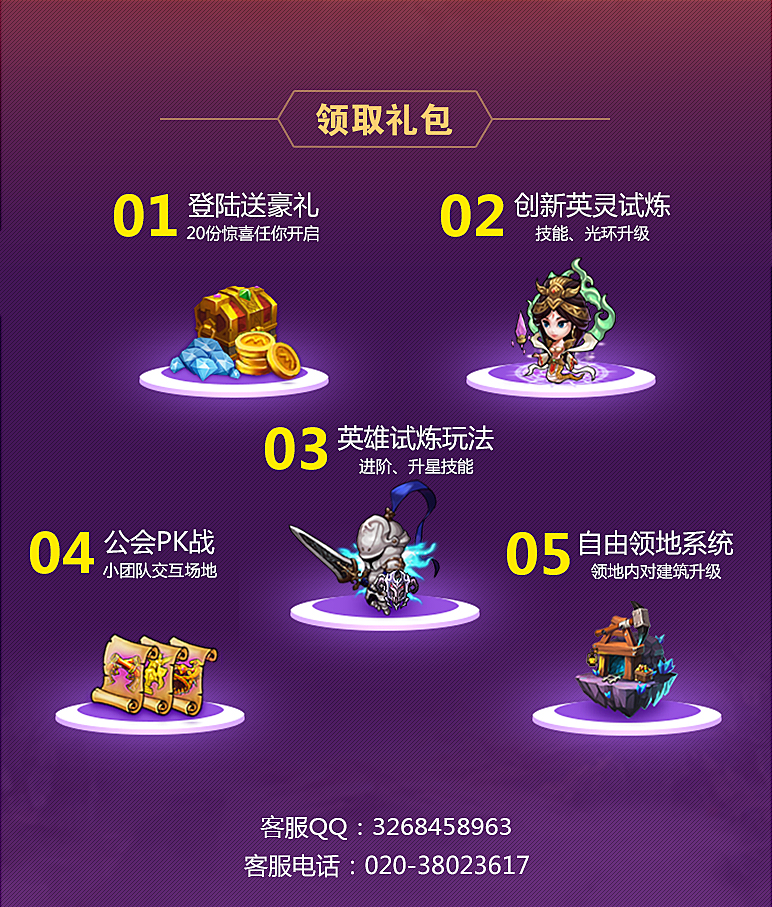 领取礼包
01 登陆送豪礼
20份惊喜任你开启
02 创新英灵试炼
技能、光环升级
03 英雄试炼玩法
进阶、升星技能
04 公会PK战
小团队交互场地
05 自由领地系统
领地内对建筑升级
客服QQ：3268458963
客服电话：020-38023617